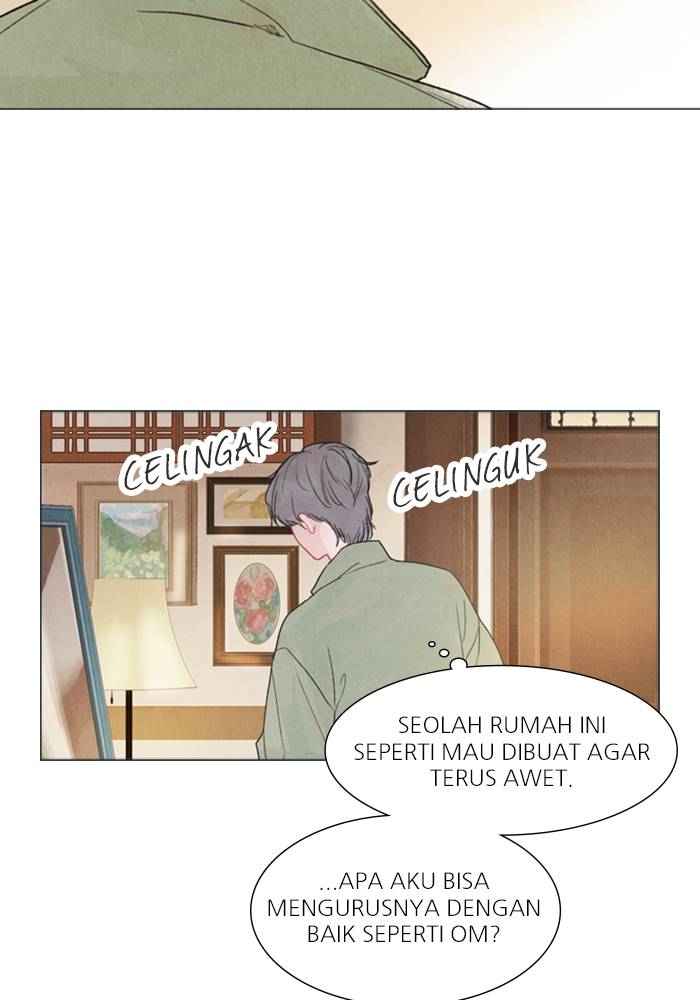 CELINGAK
CELINGUK
SEOLAH RUMAH INI
SEPERTI MAU DIBUAT AGAR
TERUS AWET.
...APA AKU BISA
MENGURUSNYA DENGAN
BAIK SEPERTI OM?